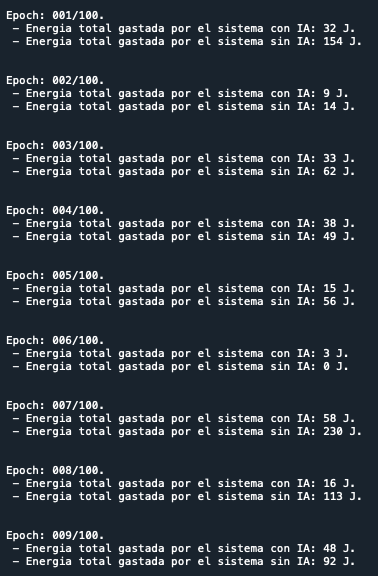 Epoch: 001/100.
– Energia total gastada por el sistema con IA: 32 J.
– Energia total gastada por el sistema sin IA: 154 J.
Epoch: 002/100.
– Energia total gastada por el sistema con IA: 9 J.
– Energia total gastada por el sistema sin IA: 14 J.
Epoch: 003/100.
– Energia total gastada por el sistema con IA: 33 J.
– Energia total gastada por el sistema sin IA: 62 J.
Epoch: 004/100.
– Energia total gastada por el sistema con IA: 38 J.
– Energia total gastada por el sistema sin IA: 49 J.
Epoch: 005/100.
– Energia total gastada por el sistema con IA: 15 J.
– Energia total gastada por el sistema sin IA: 56 J.
Epoch: 006/100.
– Energia total gastada por el sistema con IA: 3 J.
– Energia total gastada por el sistema sin IA: 0 J.
Epoch: 007/100.
– Energia total gastada por el sistema con IA: 58 J.
– Energia total gastada por el sistema sin IA: 230 J.
Epoch: 008/100.
– Energia total gastada por el sistema con IA: 16 J.
– Energia total gastada por el sistema sin IA: 113 J.
Epoch: 009/100.
– Energia total gastada por el sistema con IA: 48 J.
– Energia total gastada por el sistema sin IA: 92 J.